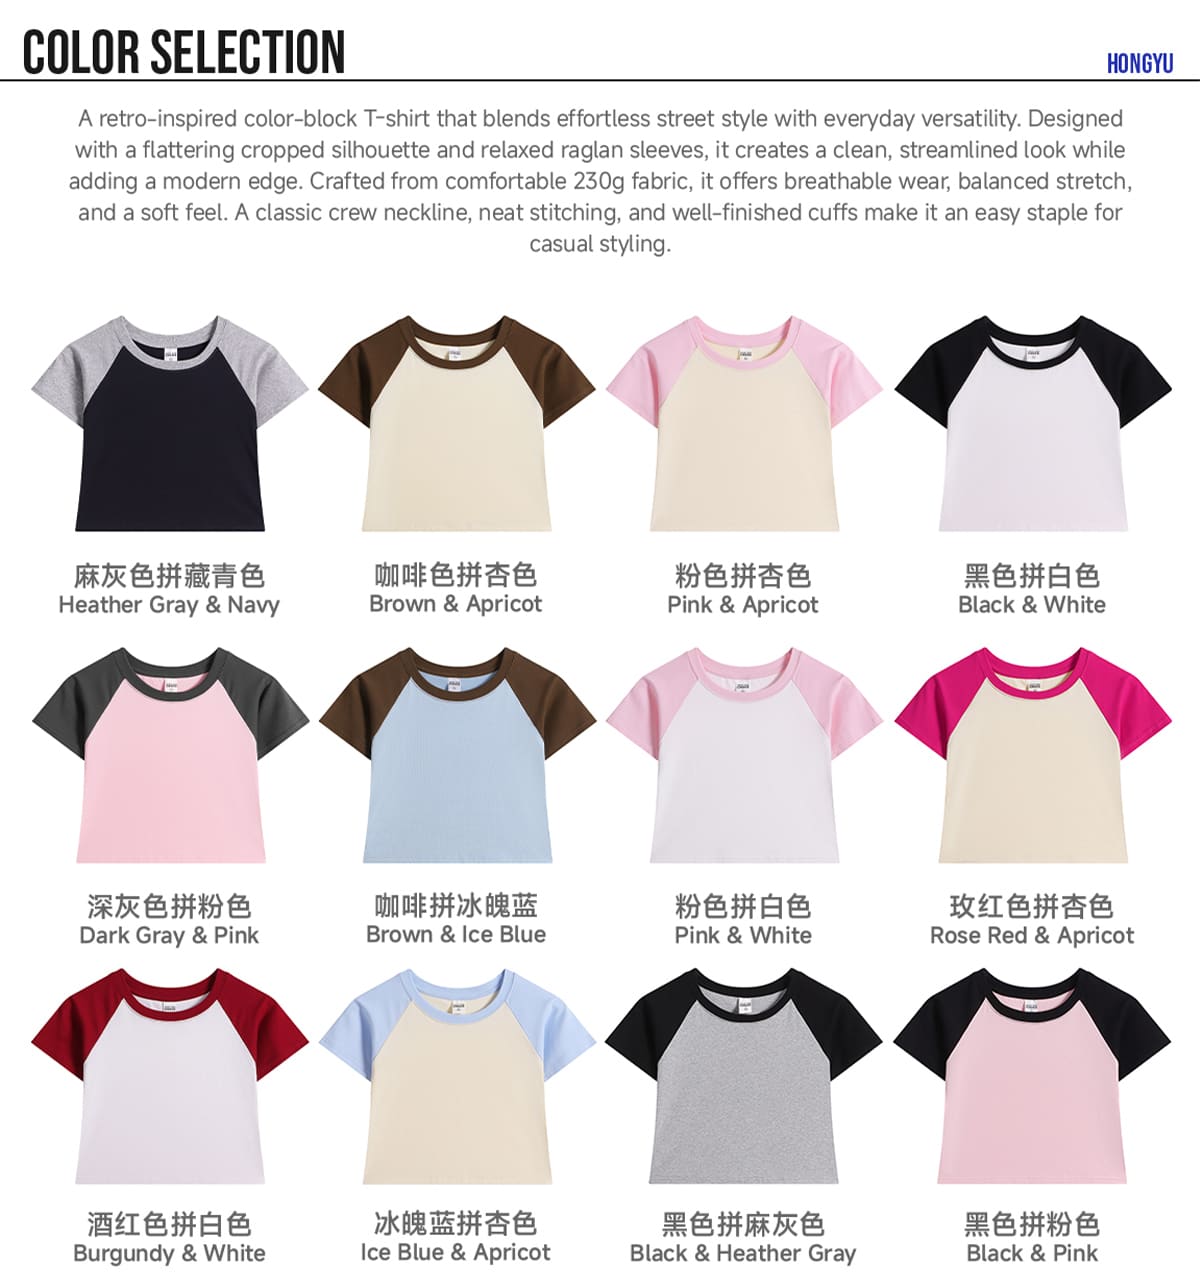 COLOR SELECTION
HONGYU
A retro-inspired color-block T-shirt that blends effortless street style with everyday versatility. Designed
with a flattering cropped silhouette and relaxed raglan sleeves, it creates a clean, streamlined look while
adding a modern edge. Crafted from comfortable 230g fabric, it offers breathable wear, balanced stretch,
and a soft feel. A classic crew neckline, neat stitching, and well-finished cuffs make it an easy staple for
casual styling.
麻灰色拼藏青色
Heather Gray & Navy
咖啡色拼杏色
Brown & Apricot
粉色拼杏色
Pink & Apricot
黑色拼白色
Black & White
深灰色拼粉色
Dark Gray & Pink
咖啡拼冰魄蓝
Brown & Ice Blue
粉色拼白色
Pink & White
玫红色拼杏色
Rose Red & Apricot
酒红色拼白色
Burgundy & White
冰魄蓝拼杏色
Ice Blue & Apricot
黑色拼麻灰色
Black & Heather Gray
黑色拼粉色
Black & Pink